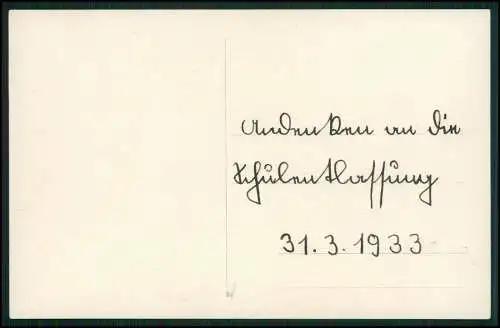 Andenken an die
Schulentlassung
31.3.1933